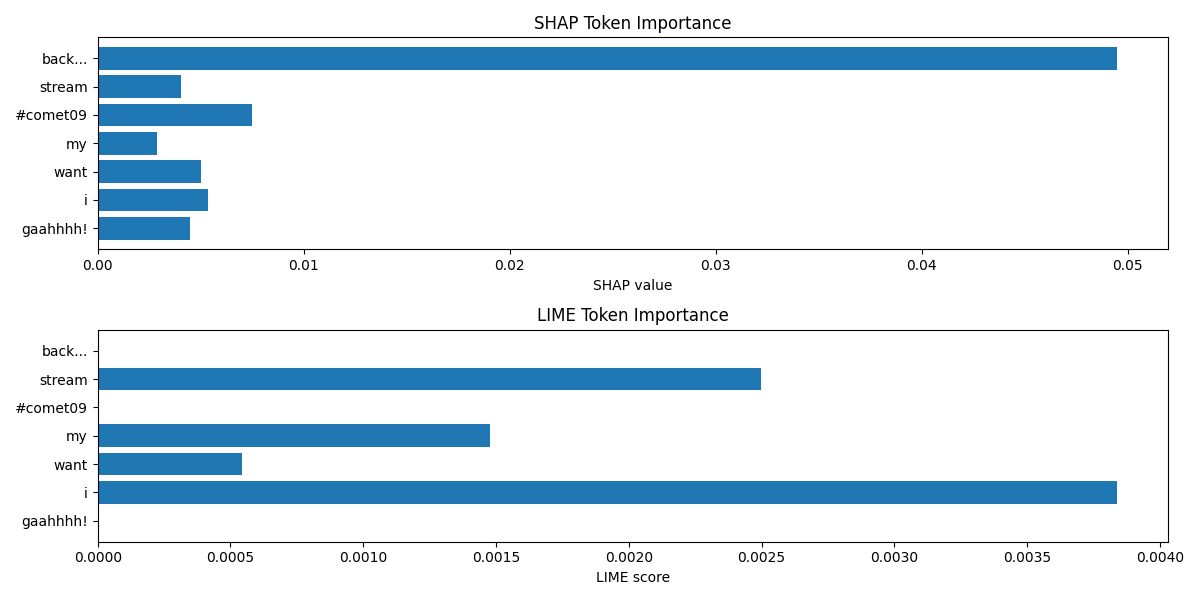 SHAP Token Importance
back...
stream
#comet09
my
want
i
gaahhhh!
0.00 0.01 0.02 0.03 0.04 0.05
SHAP value
LIME Token Importance
back...
stream
#comet09
my
want
i
gaahhhh!
0.0000 0.0005 0.0010 0.0015 0.0020 0.0025 0.0030 0.0035 0.0040
LIME score